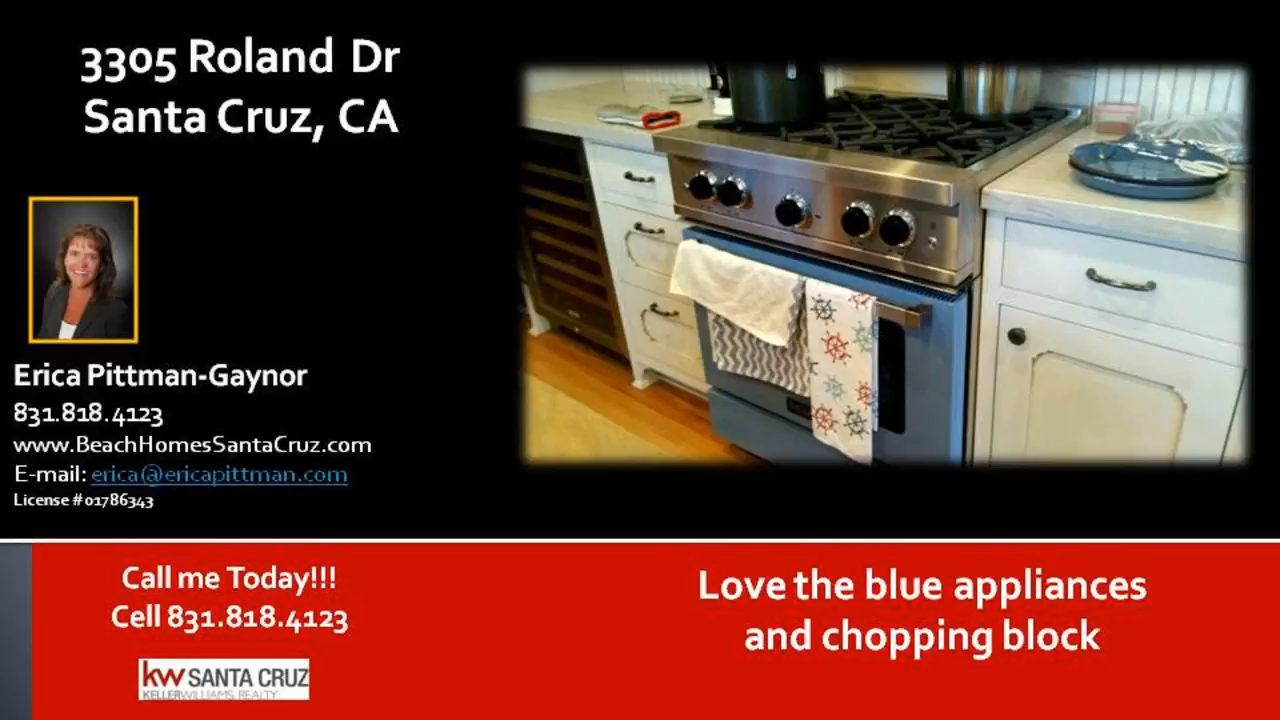 3305 Roland Dr
Santa Cruz, CA
Erica Pittman-Gaynor
831.818.4123
www.BeachHomesSantaCruz.com
E-mail: erica@ericapittman.com
License #01786343
Call me Today!!!
Cell 831.818.4123
kw SANTA CRUZ
KELLERWILLIAMS. REALTY
Love the blue appliances
and chopping block